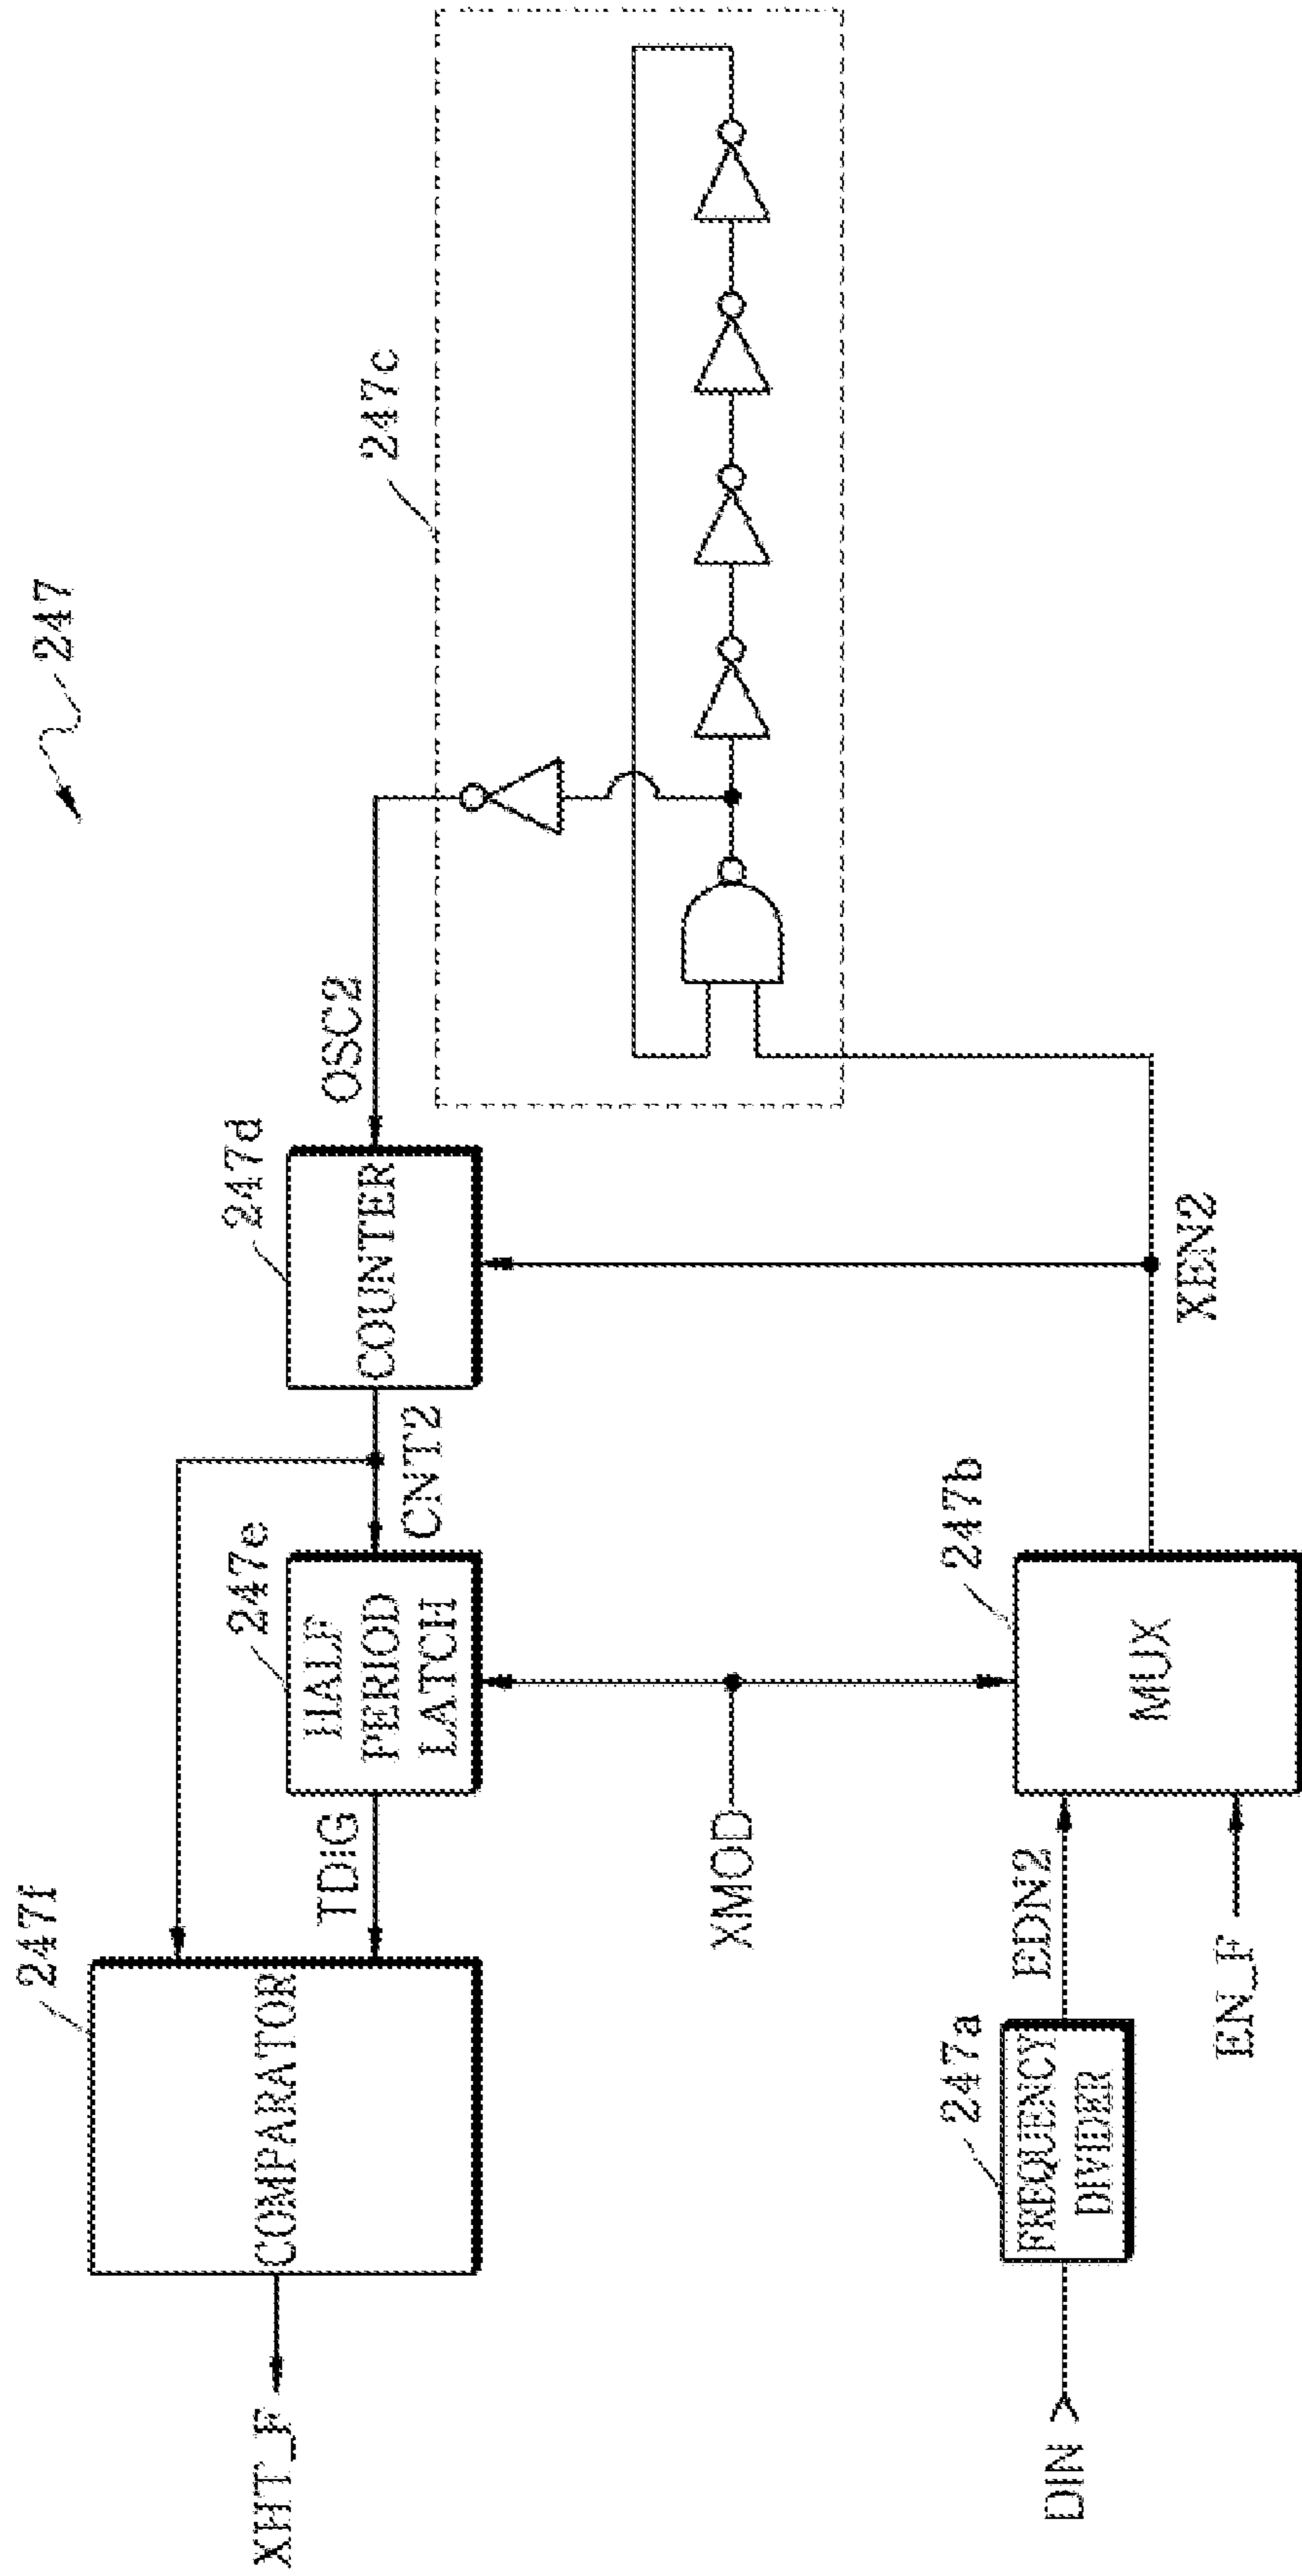 247
247f
COMPARATOR
XHT_F
TDIG
247e
HALF
PERIOD
LATCH
CNT2
247d
COUNTER
OSC2
247c
XMOD
DIN
247a
FREQUENCY
DIVIDER
EDN2
EN_F
247b
MUX
XEN2